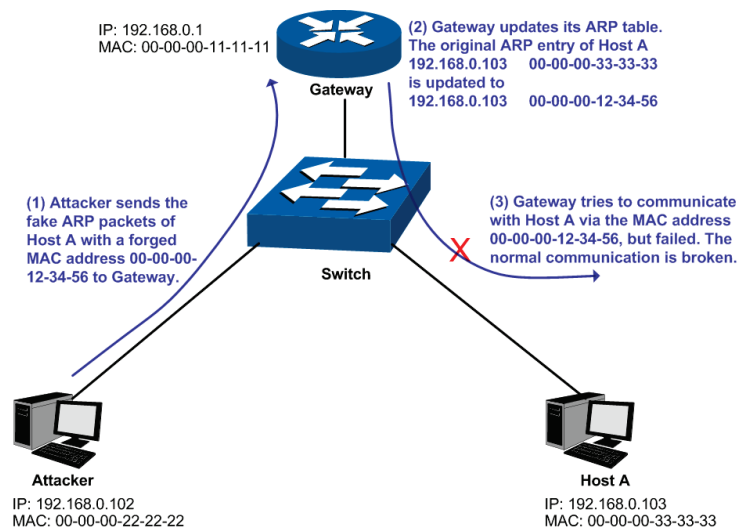 IP: 192.168.0.1
MAC: 00-00-00-11-11-11
Gateway
(2) Gateway updates its ARP table.
The original ARP entry of Host A
192.168.0.103 00-00-00-33-33-33
is updated to
192.168.0.103 00-00-00-12-34-56
(1) Attacker sends the
fake ARP packets of
Host A with a forged
MAC address 00-00-00-
12-34-56 to Gateway.
Switch
X
(3) Gateway tries to communicate
with Host A via the MAC address
00-00-00-12-34-56, but failed. The
normal communication is broken.
Attacker
IP: 192.168.0.102
MAC: 00-00-00-22-22-22
Host A
IP: 192.168.0.103
MAC: 00-00-00-33-33-33